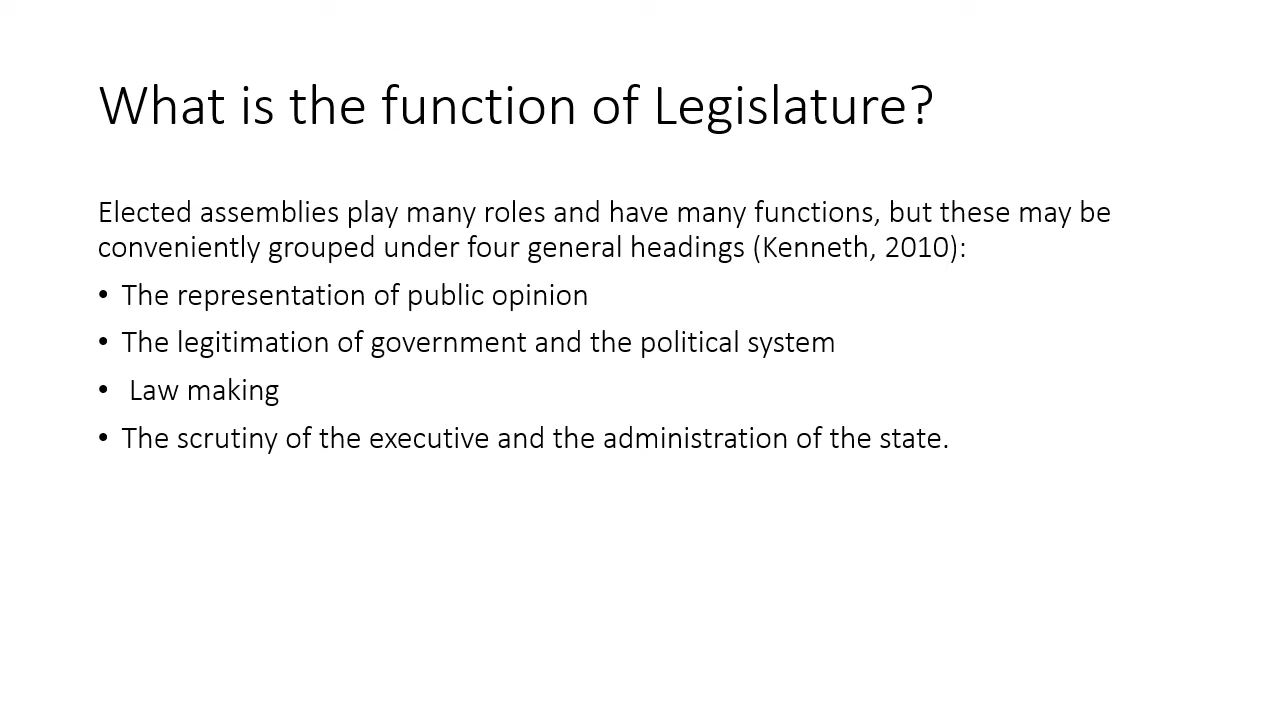 What is the function of Legislature?
Elected assemblies play many roles and have many functions, but these may be
conveniently grouped under four general headings (Kenneth, 2010):
• The representation of public opinion
• The legitimation of government and the political system
• Law making
• The scrutiny of the executive and the administration of the state.